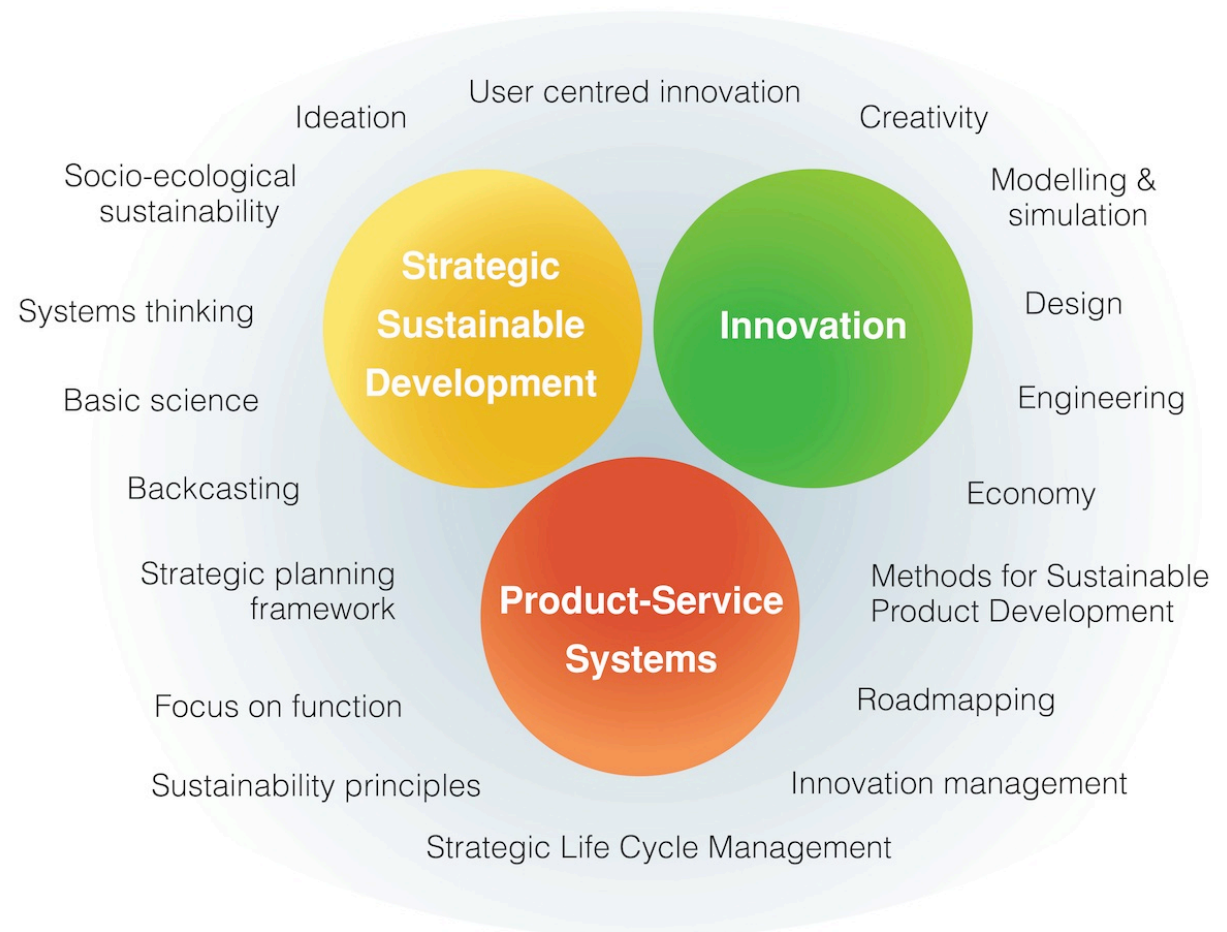 User centred innovation
Ideation
Creativity
Socio-ecological
sustainability
Modelling &
simulation
Strategic
Sustainable
Development
Innovation
Systems thinking
Design
Basic science
Engineering
Backcasting
Economy
Strategic planning
framework
Methods for Sustainable
Product Development
Product-Service
Systems
Focus on function
Roadmapping
Sustainability principles
Innovation management
Strategic Life Cycle Management